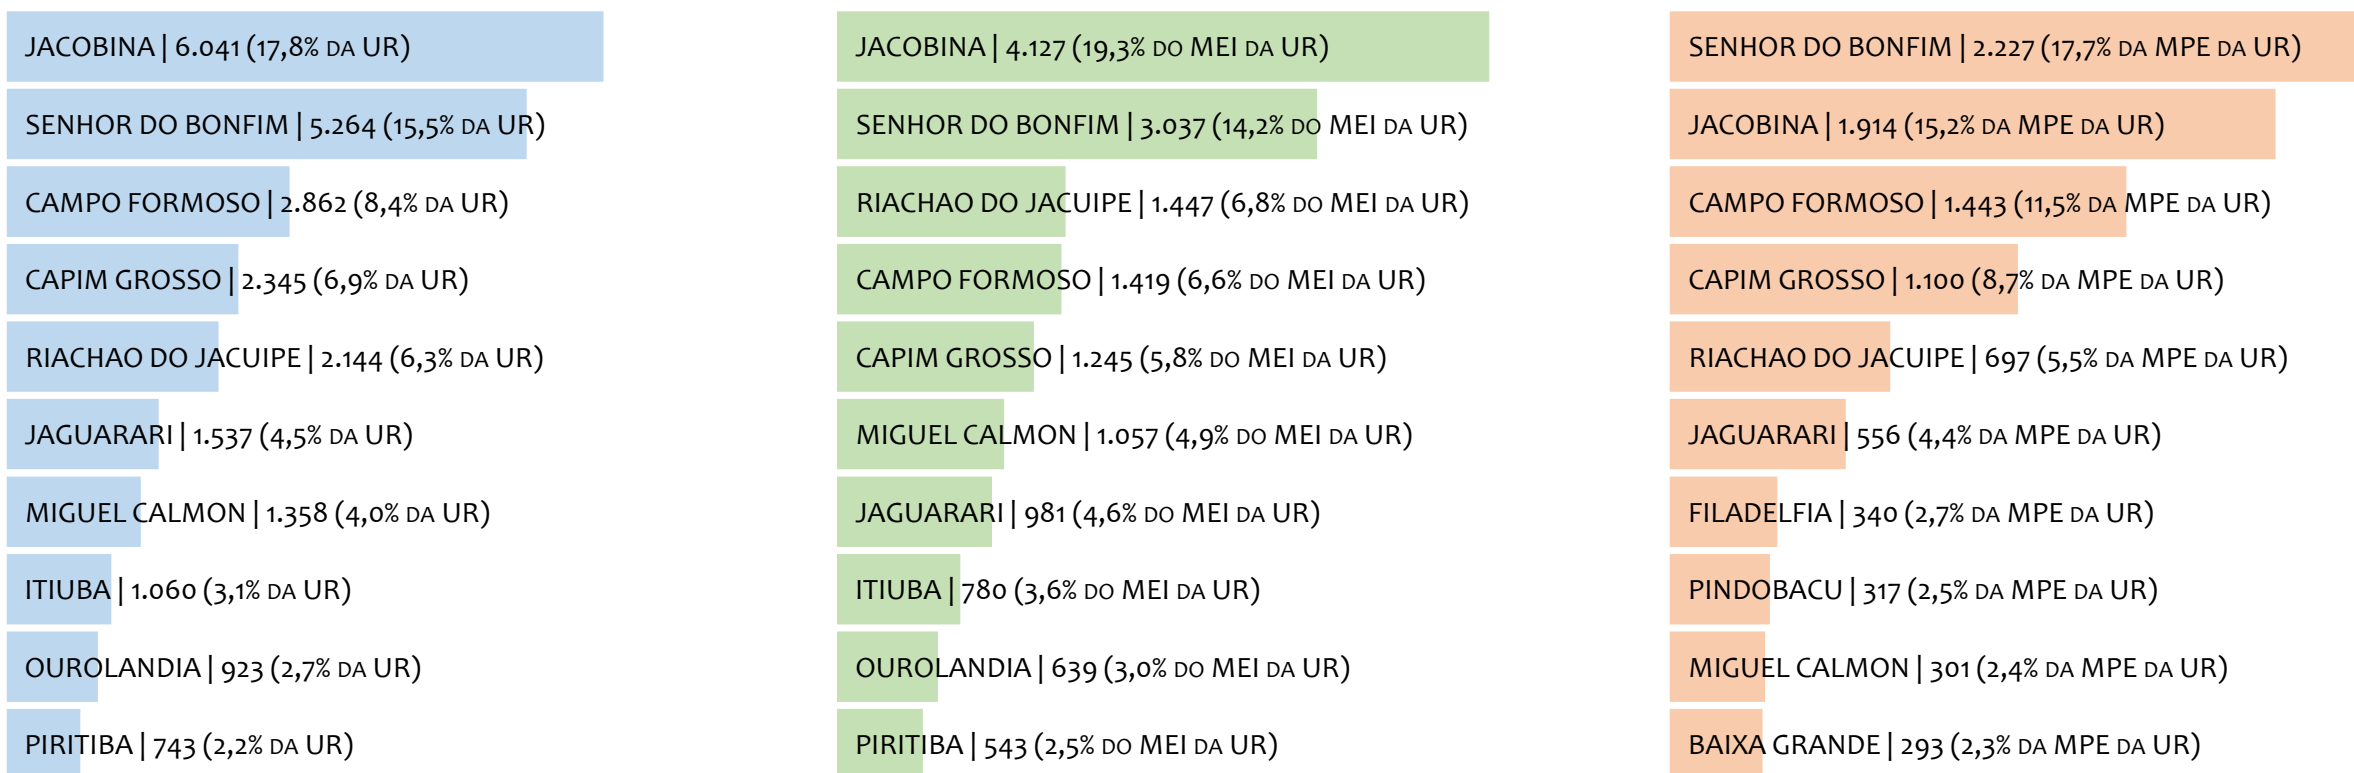 JACOBINA | 6.041 (17,8% DA UR)
SENHOR DO BONFIM | 5.264 (15,5% DA UR)
CAMPO FORMOSO | 2.862 (8,4% DA UR)
CAPIM GROSSO | 2.345 (6,9% DA UR)
RIACHAO DO JACUIPE | 2.144 (6,3% DA UR)
JAGUARARI | 1.537 (4,5% DA UR)
MIGUEL CALMON | 1.358 (4,0% DA UR)
ITIUBA | 1.060 (3,1% DA UR)
OUROLANDIA | 923 (2,7% DA UR)
PIRITIBA | 743 (2,2% DA UR)
JACOBINA | 4.127 (19,3% DO MEI DA UR)
SENHOR DO BONFIM | 3.037 (14,2% DO MEI DA UR)
RIACHAO DO JACUIPE | 1.447 (6,8% DO MEI DA UR)
CAMPO FORMOSO | 1.419 (6,6% DO MEI DA UR)
CAPIM GROSSO | 1.245 (5,8% DO MEI DA UR)
MIGUEL CALMON | 1.057 (4,9% DO MEI DA UR)
JAGUARARI | 981 (4,6% DO MEI DA UR)
ITIUBA | 780 (3,6% DO MEI DA UR)
OUROLANDIA | 639 (3,0% DO MEI DA UR)
PIRITIBA | 543 (2,5% DO MEI DA UR)
SENHOR DO BONFIM | 2.227 (17,7% DA MPE DA UR)
JACOBINA | 1.914 (15,2% DA MPE DA UR)
CAMPO FORMOSO | 1.443 (11,5% DA MPE DA UR)
CAPIM GROSSO | 1.100 (8,7% DA MPE DA UR)
RIACHAO DO JACUIPE | 697 (5,5% DA MPE DA UR)
JAGUARARI | 556 (4,4% DA MPE DA UR)
FILADELFIA | 340 (2,7% DA MPE DA UR)
PINDOBACU | 317 (2,5% DA MPE DA UR)
MIGUEL CALMON | 301 (2,4% DA MPE DA UR)
BAIXA GRANDE | 293 (2,3% DA MPE DA UR)